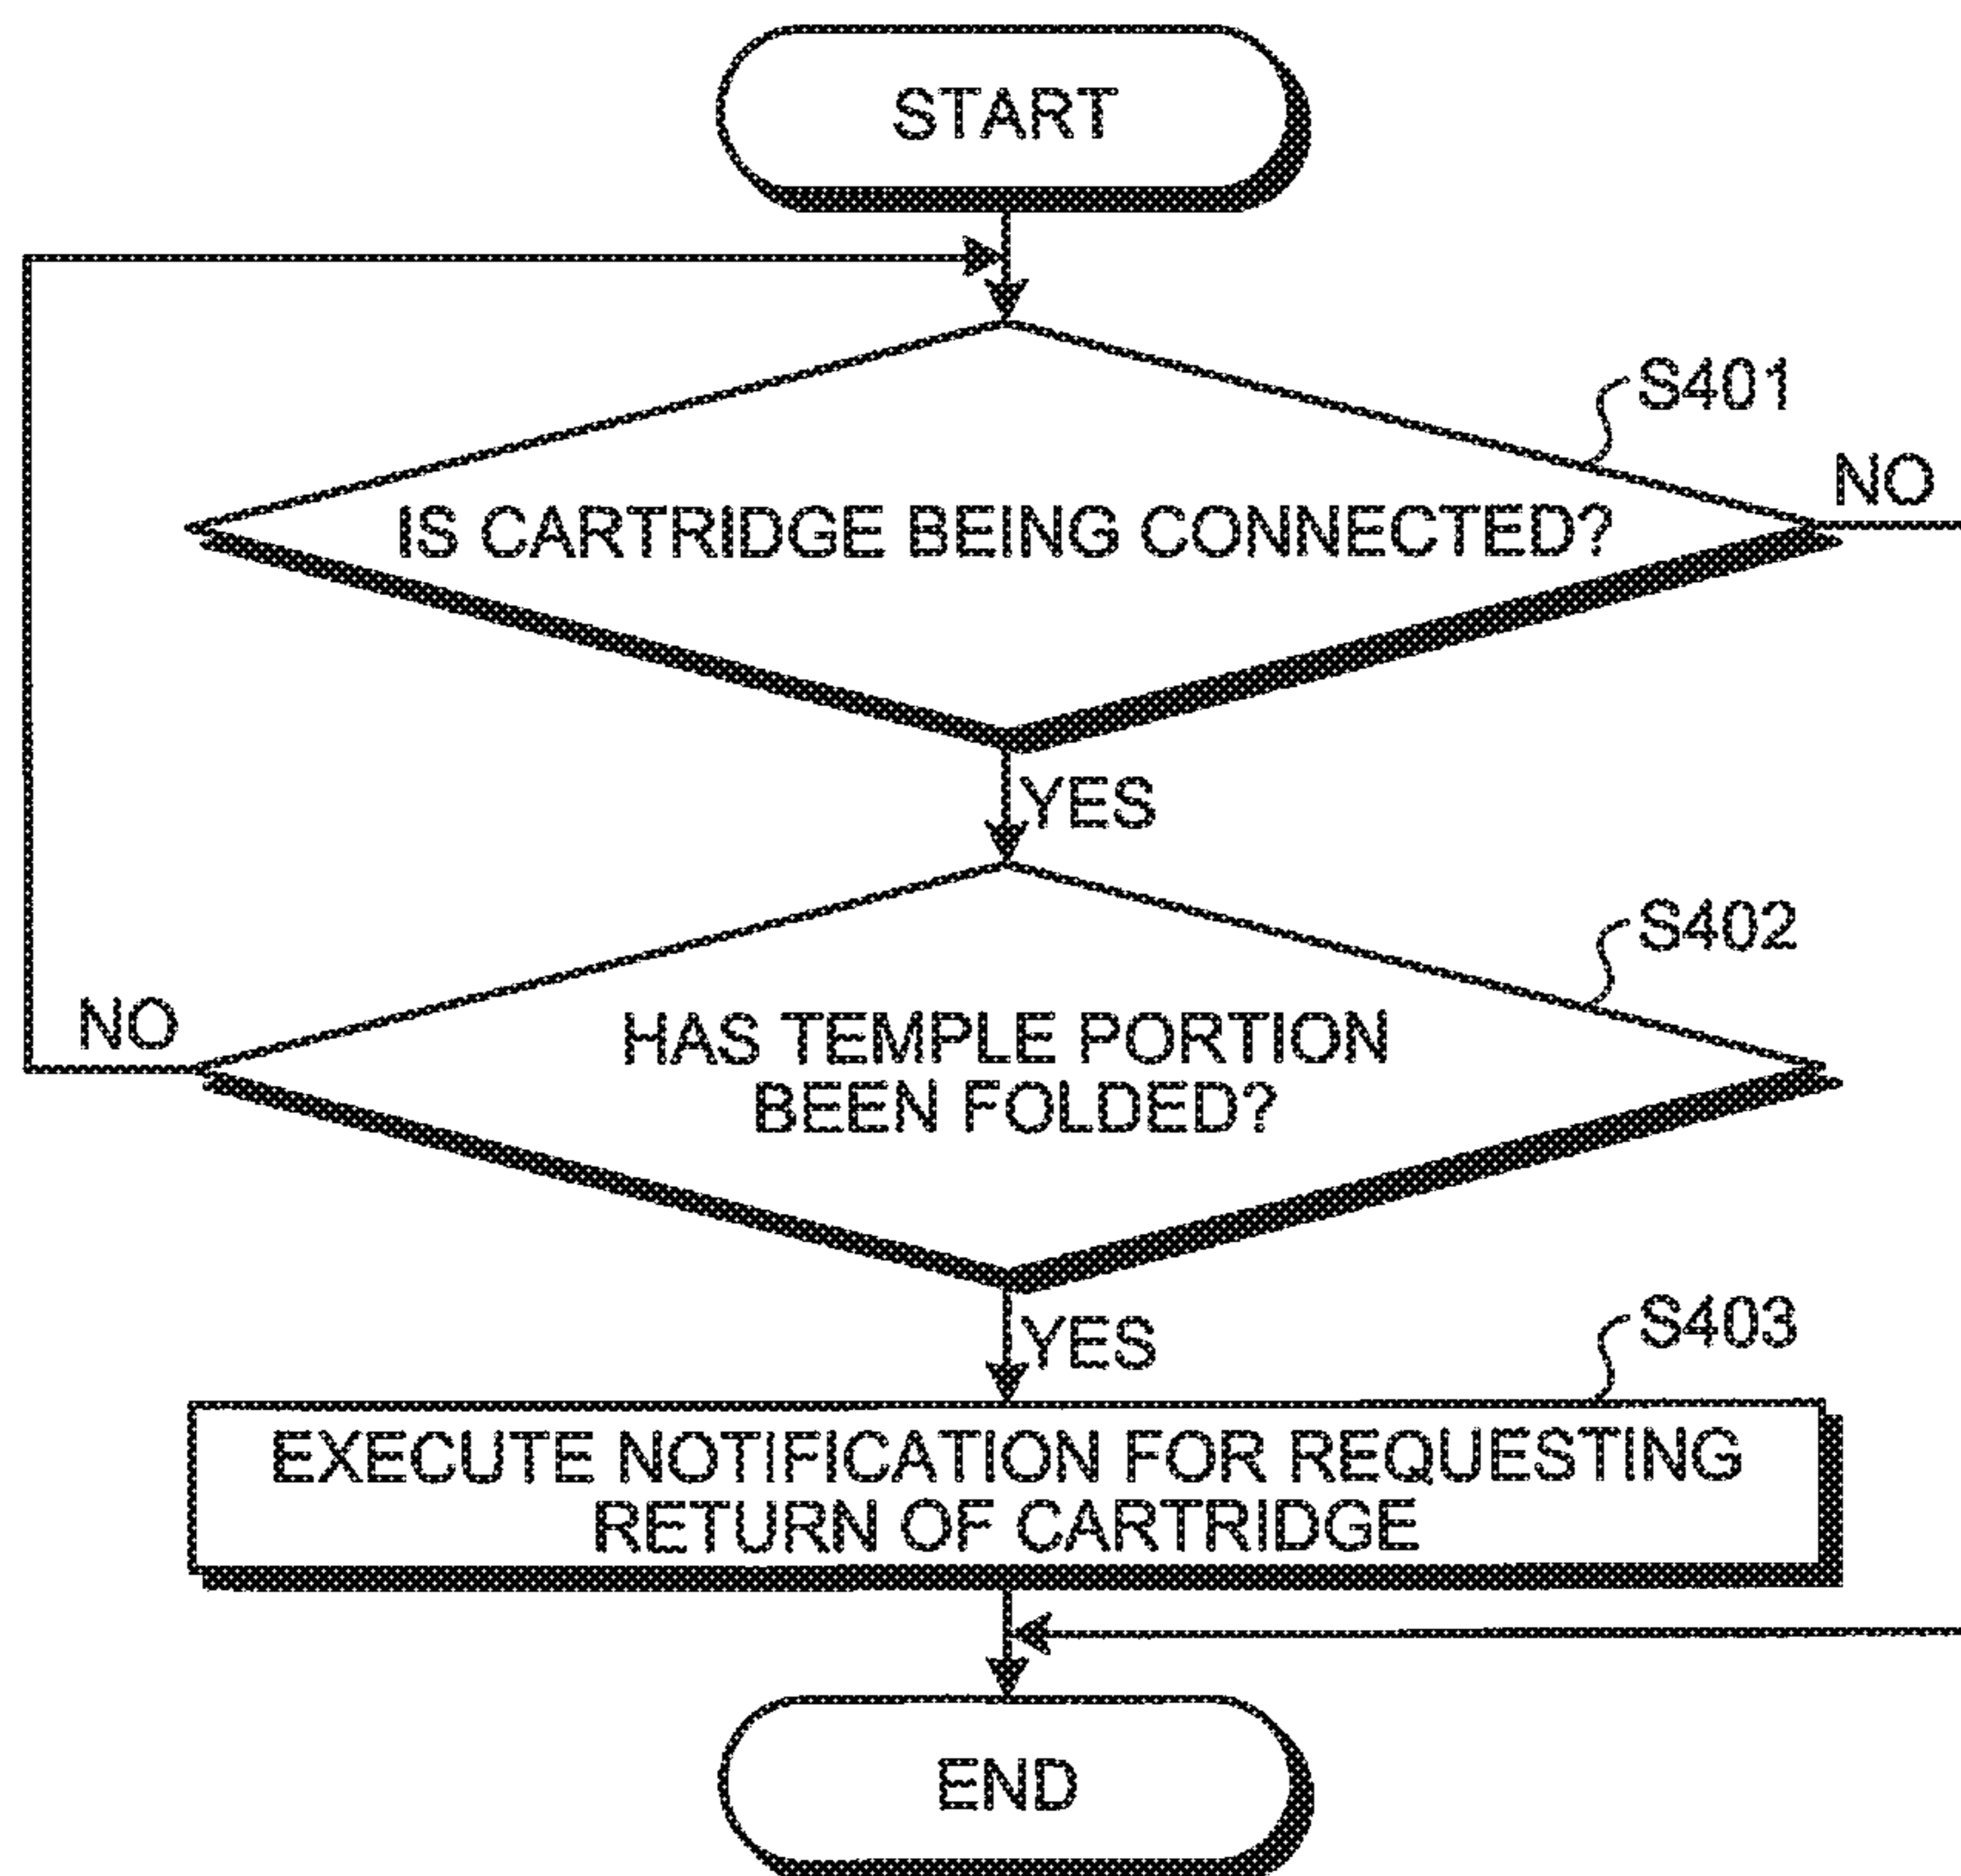 START
S401
NO
IS CARTRIDGE BEING CONNECTED?
YES
S402
NO
HAS TEMPLE PORTION
BEEN FOLDED?
YES
S403
EXECUTE NOTIFICATION FOR REQUESTING
RETURN OF CARTRIDGE
END